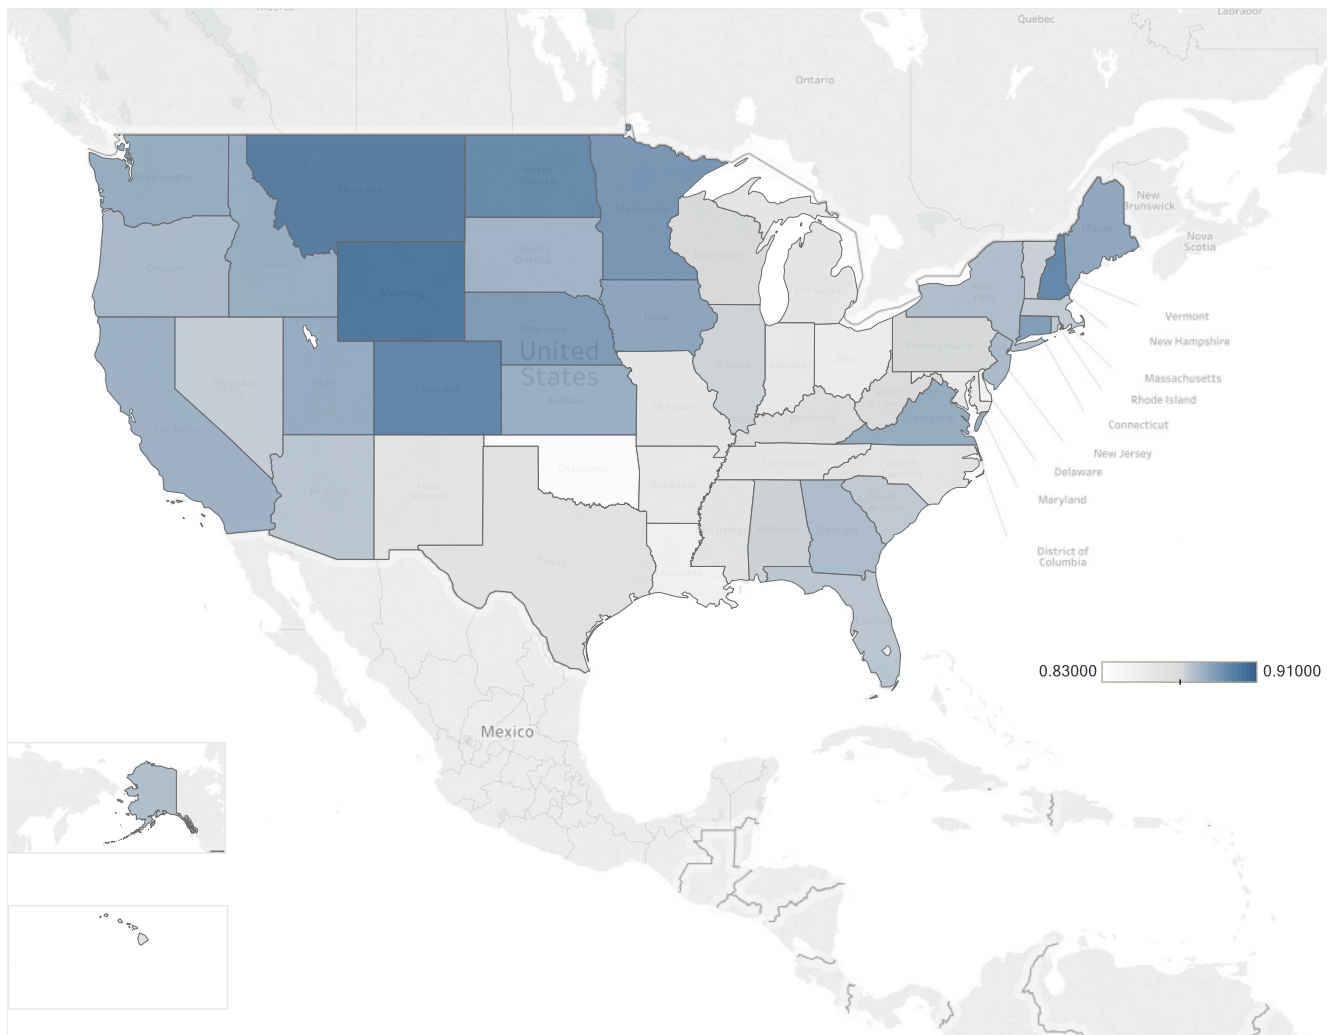 Alberta
Labrador
Quebec
Ontario
New
Brunswick
Nova
Scotia
Washington
Montana
North
Dakota
Minnesota
Maine
Oregon
Idaho
South
Dakota
Wisconsin
Michigan
New
York
Wyoming
Nebraska
Iowa
United
States
Nevada
Utah
Colorado
Kansas
Illinois
Indiana
Ohio
Pennsylvania
California
Missouri
Kentucky
West
Virginia
Virginia
Arizona
New
Mexico
Oklahoma
Arkansas
Tennessee
North
Carolina
South
Carolina
Texas
Louisiana
Mississippi
Alabama
Georgia
Florida
Vermont
New Hampshire
Massachusetts
Rhode Island
Connecticut
New Jersey
Delaware
Maryland
District of
Columbia
0.83000
0.91000
Mexico